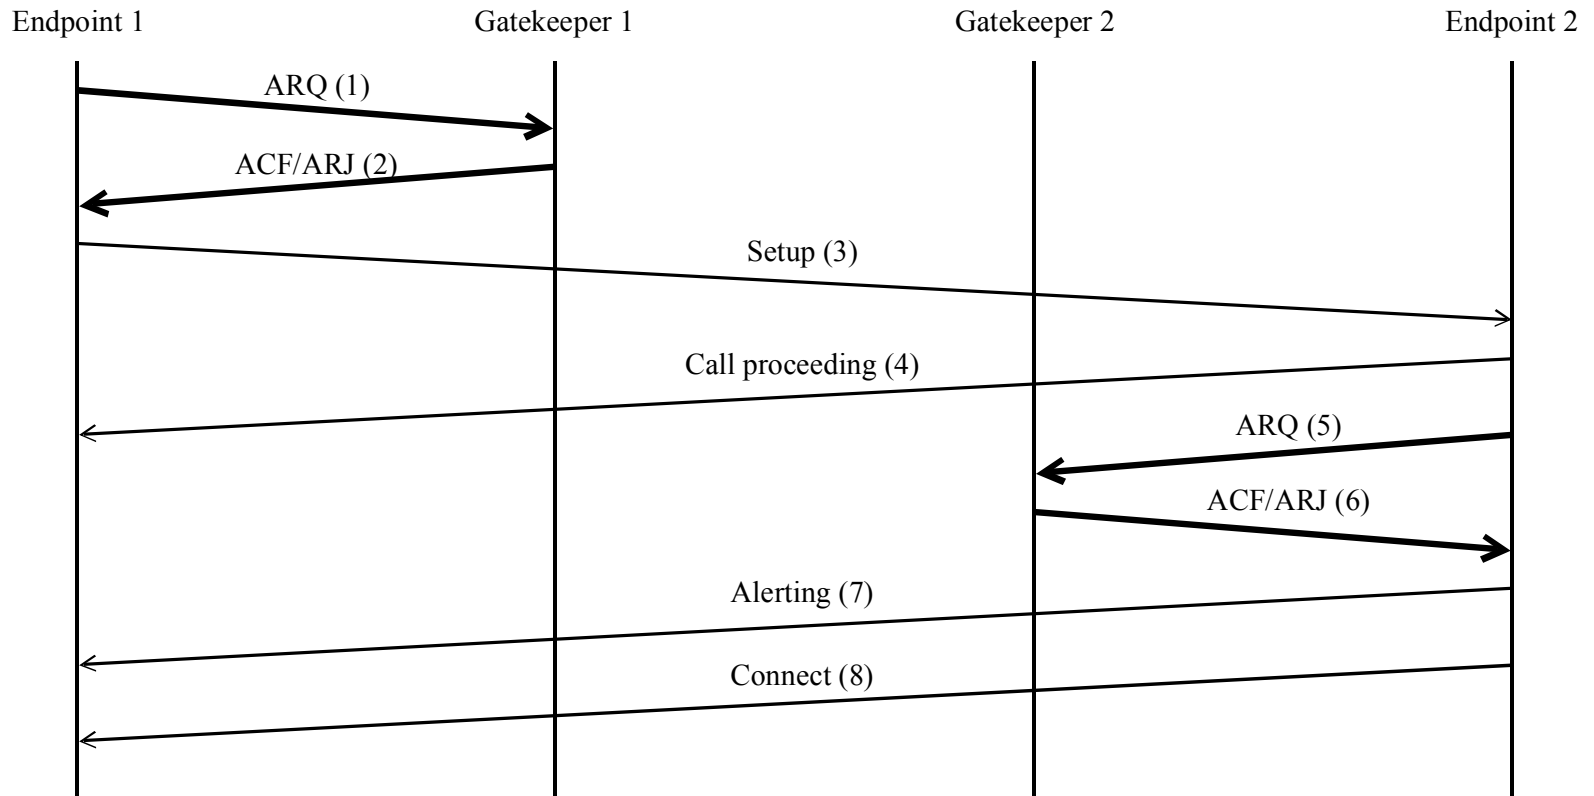 Endpoint 1 Gatekeeper 1 Gatekeeper 2 Endpoint 2
ARQ (1)
ACF/ARJ (2)
Setup (3)
Call proceeding (4)
ARQ (5)
ACF/ARJ (6)
Alerting (7)
Connect (8)